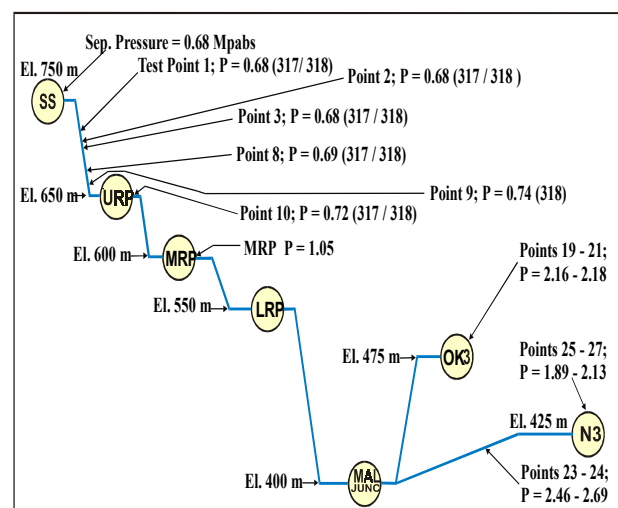 Sep. Pressure = 0.68 Mpabs
El. 750 m
Test Point 1; P = 0.68 (317/318)
SS
Point 2; P = 0.68 (317 / 318 )
Point 3; P = 0.68 (317 / 318)
Point 8; P = 0.69 (317 / 318)
El. 650 m
URP
Point 9; P = 0.74 (318)
Point 10; P = 0.72 (317 / 318)
El. 600 m
MRP
MRP P = 1.05
Points 19 - 21;
P = 2.16 - 2.18
El. 550 m
LRP
El. 475 m
OK3
Points 25 - 27;
P = 1.89 - 2.13
El. 425 m
N3
El. 400 m
MAL
JUNC
Points 23 - 24;
P = 2.46 - 2.69